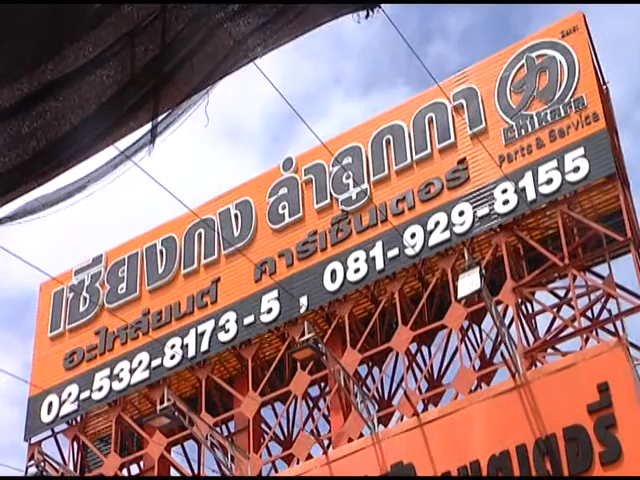 เชียงกง ลำลูกกา
อะไหล่ยนต์ คาร์เซ็นเตอร์
02-532-8173-5 , 081-929-8155
Chikara
Parts & Service